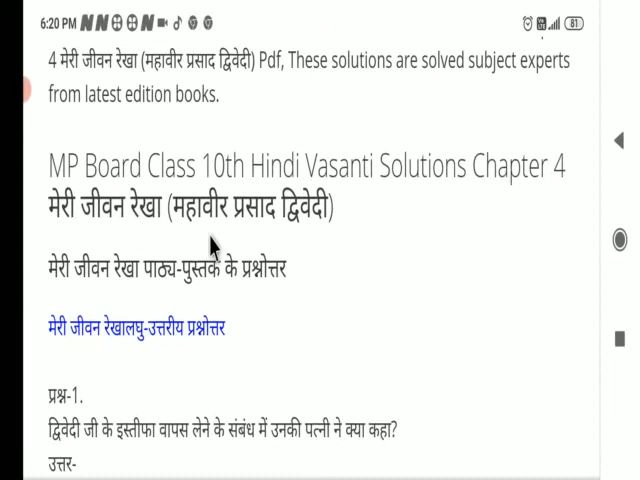 6:20 PM
81
4 मेरी जीवन रेखा (महावीर प्रसाद द्विवेदी) Pdf, These solutions are solved subject experts
from latest edition books.
MP Board Class 10th Hindi Vasanti Solutions Chapter 4
मेरी जीवन रेखा (महावीर प्रसाद द्विवेदी)
मेरी जीवन रेखा पाठ्य-पुस्तक के प्रश्नोत्तर
मेरी जीवन रेखालघु-उत्तरीय प्रश्नोत्तर
प्रश्न-1.
द्विवेदी जी के इस्तीफा वापस लेने के संबंध में उनकी पत्नी ने क्या कहा?
उत्तर-